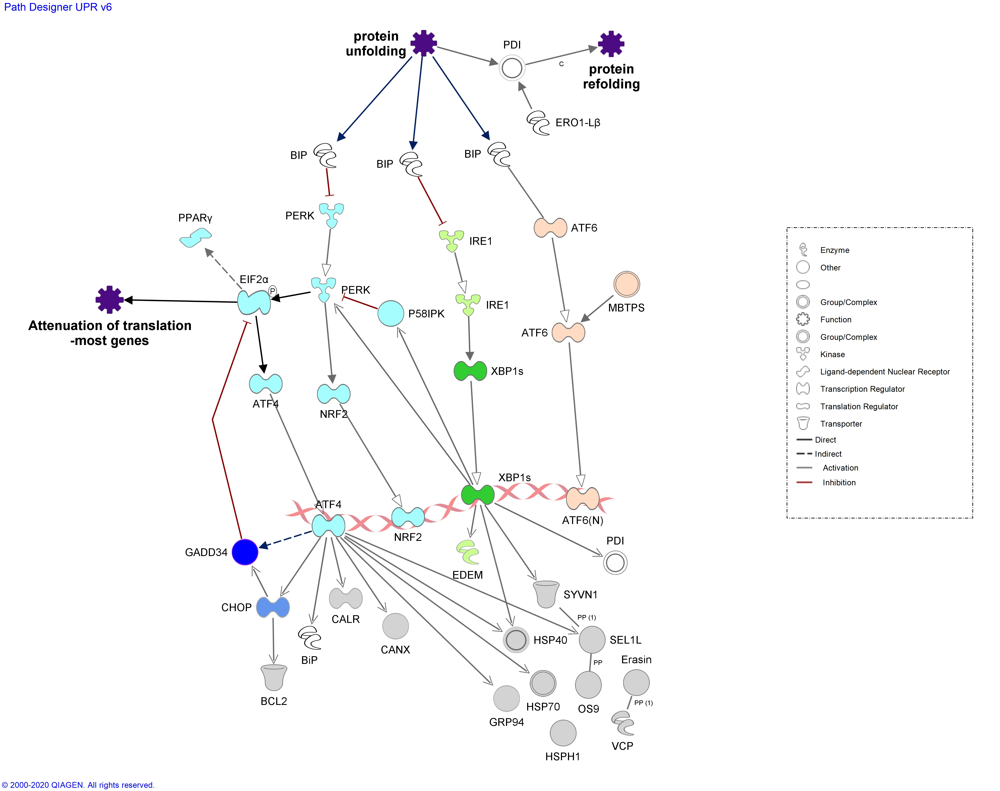 Path Designer UPR v6
protein
unfolding
PDI
C
protein
refolding
ERO1-Lβ
BIP
BIP
BIP
PERK
PPARγ
IRE1
ATF6
EIF2α
P
PERK
P58IPK
IRE1
MBTPS
ATF6
Attenuation of translation
-most genes
XBP1s
ATF4
NRF2
XBP1s
ATF4
ATF6(N)
NRF2
PDI
GADD34
EDEM
SYVN1
CHOP
CALR
PP (1)
CANX
HSP40
SEL1L
BiP
Erasin
PP
BCL2
HSP70
OS9
PP (1)
GRP94
VCP
HSPH1
Enzyme
Other
Group/Complex
Function
Group/Complex
Kinase
Ligand-dependent Nuclear Receptor
Transcription Regulator
Translation Regulator
Transporter
Direct
Indirect
Activation
Inhibition
© 2000-2020 QIAGEN. All rights reserved.